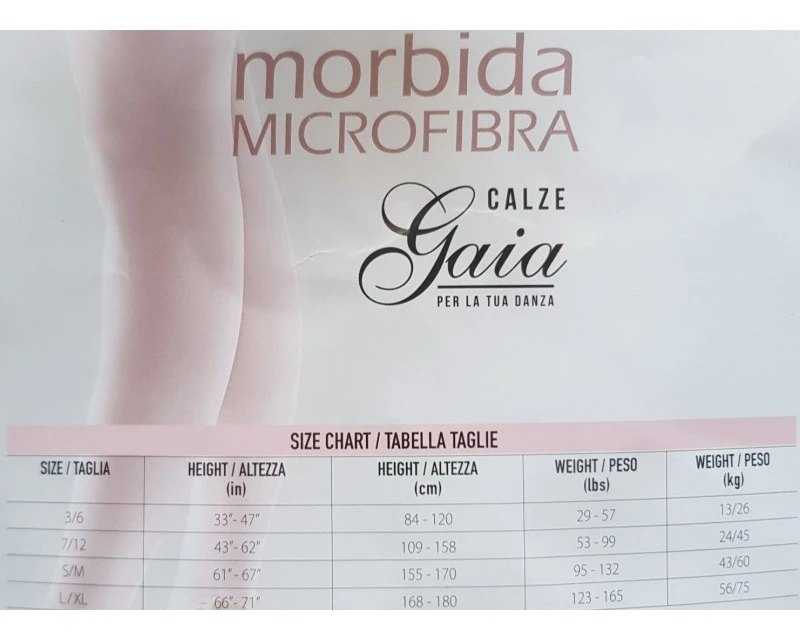 morbida
MICROFIBRA
CALZE
Gaia
PER LA TUA DANZA
SIZE CHART / TABELLA TAGLIE
SIZE / TAGLIA HEIGHT / ALTEZZA (in) HEIGHT / ALTEZZA (cm) WEIGHT / PESO (lbs) WEIGHT / PESO (kg)
3/6 33"- 47" 84 - 120 29 - 57 13/26
7/12 43"- 62" 109 - 158 53 - 99 24/45
S/M 61"- 67" 155 - 170 95 - 132 43/60
L/XL 66"- 71" 168 - 180 123 - 165 56/75